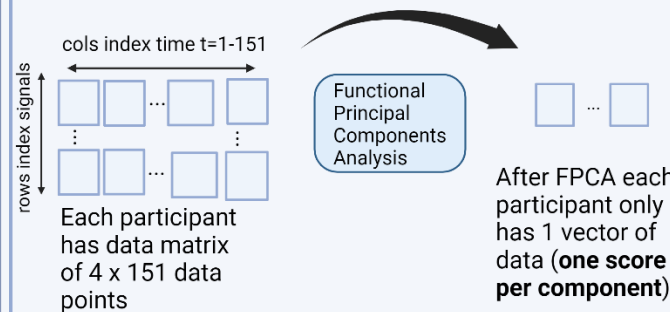 cols index time t=1-151
rows index signals
...
...
Each participant
has data matrix
of 4 x 151 data
points
Functional
Principal
Components
Analysis
...
After FPCA each
participant only
has 1 vector of
data (one score
per component)